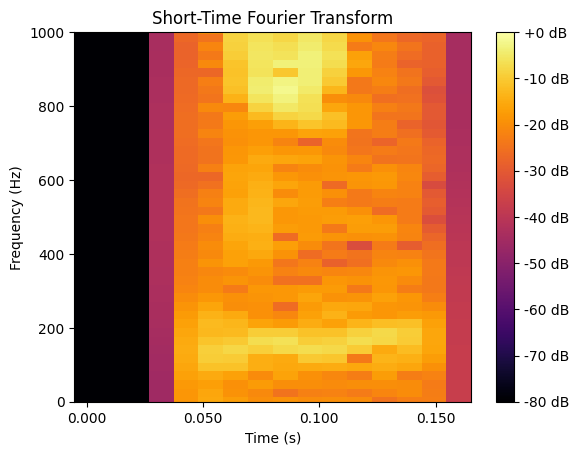 Short-Time Fourier Transform
1000
800
600
400
200
0
Frequency (Hz)
0.000
0.050
0.100
0.150
Time (s)
+0 dB
-10 dB
-20 dB
-30 dB
-40 dB
-50 dB
-60 dB
-70 dB
-80 dB